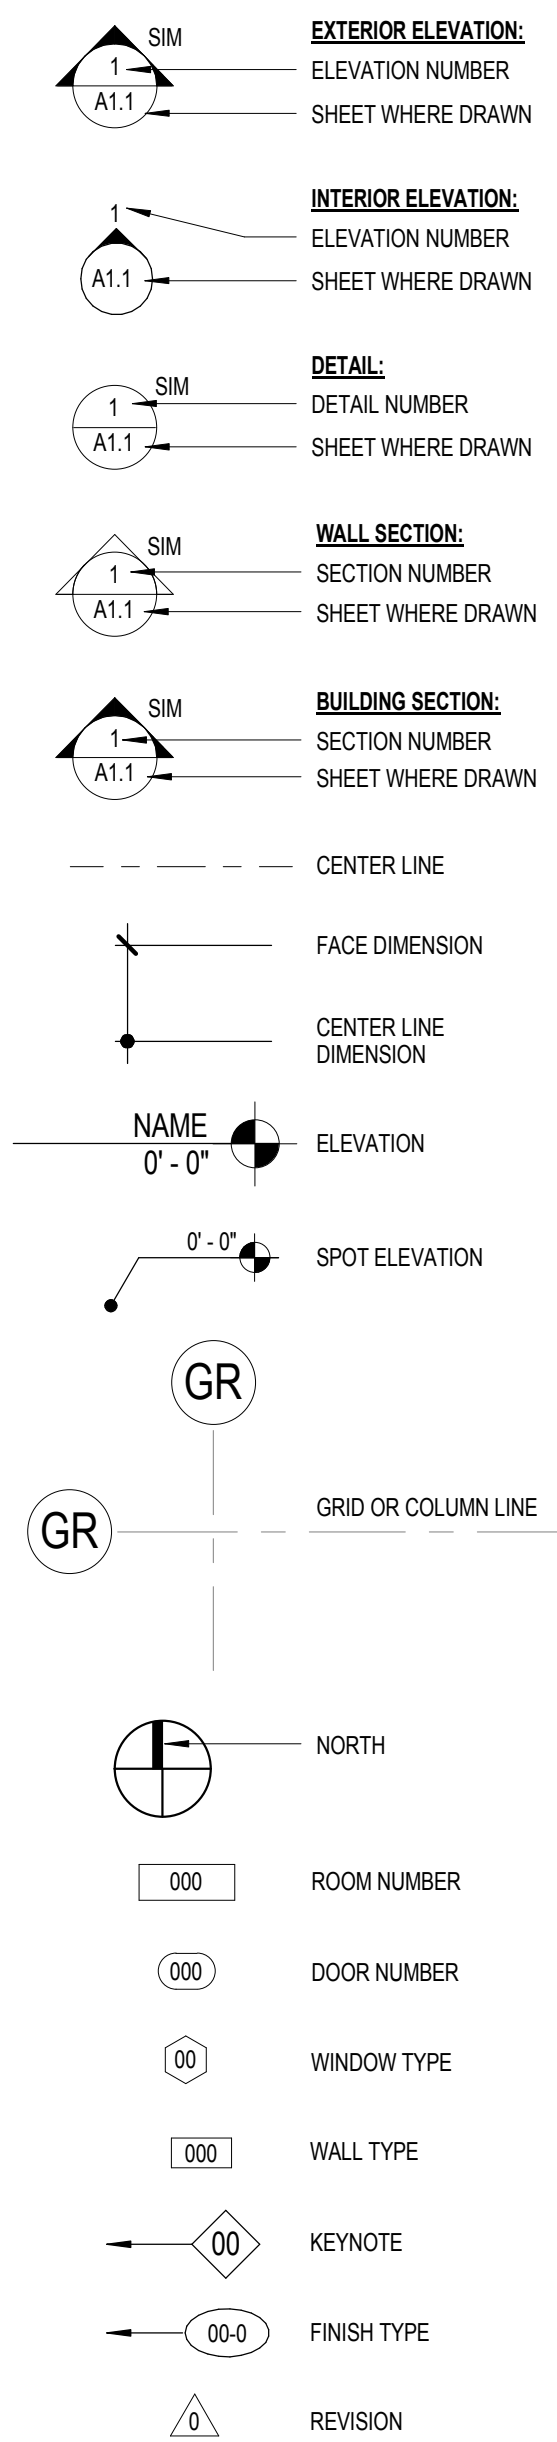 SIM
EXTERIOR ELEVATION:
1
ELEVATION NUMBER
A1.1
SHEET WHERE DRAWN
INTERIOR ELEVATION:
1
ELEVATION NUMBER
A1.1
SHEET WHERE DRAWN
DETAIL:
SIM
1
DETAIL NUMBER
A1.1
SHEET WHERE DRAWN
WALL SECTION:
SIM
1
SECTION NUMBER
A1.1
SHEET WHERE DRAWN
BUILDING SECTION:
SIM
1
SECTION NUMBER
A1.1
SHEET WHERE DRAWN
CENTER LINE
FACE DIMENSION
CENTER LINE
DIMENSION
NAME
0' - 0"
ELEVATION
0' - 0"
SPOT ELEVATION
GR
GR
GRID OR COLUMN LINE
NORTH
000
ROOM NUMBER
000
DOOR NUMBER
00
WINDOW TYPE
000
WALL TYPE
00
KEYNOTE
00-0
FINISH TYPE
0
REVISION